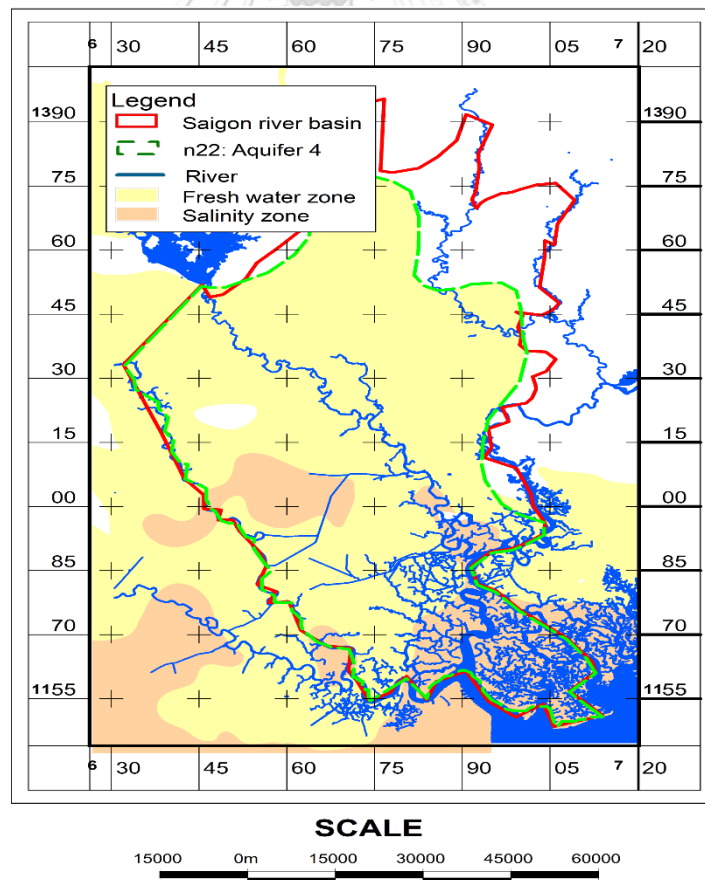 6 30 45 60 75 90 05 7 20
Legend
Saigon river basin
n22: Aquifer 4
River
Fresh water zone
Salinity zone
1390 1390
75 75
60 60
45 45
30 30
15 15
00 00
85 85
70 70
1155 1155
6 30 45 60 75 90 05 7 20
SCALE
15000 0m 15000 30000 45000 60000